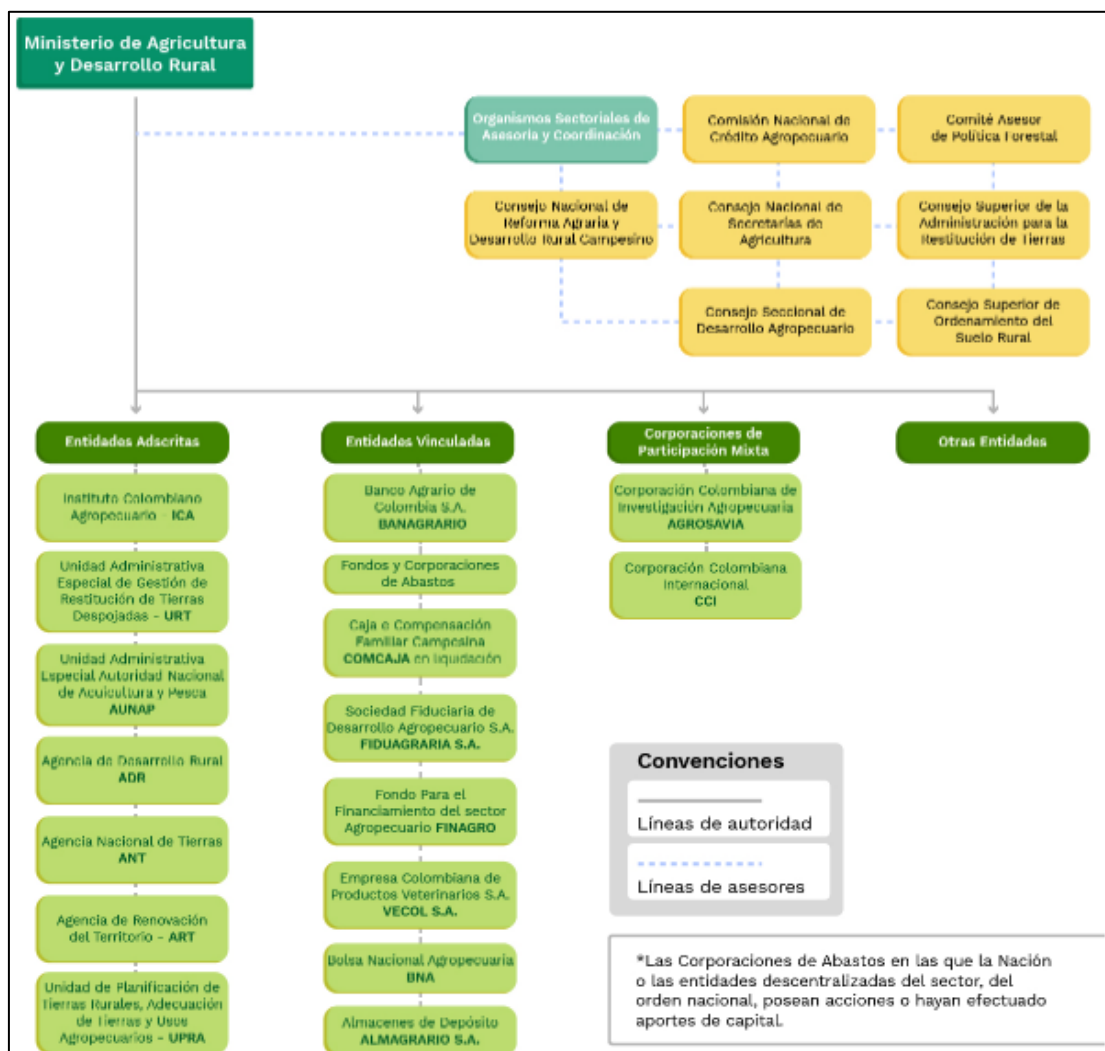 Ministerio de Agricultura
y Desarrollo Rural
Organismos Sectoriales de
Asesoría y Coordinación
Comisión Nacional de
Crédito Agropecuario
Comité Asesor
de Política Forestal
Consejo Nacional de
Reforma Agraria y
Desarrollo Rural Campesino
Consejo Nacional de
Secretarías de
Agricultura
Consejo Superior de la
Administración para la
Restitución de Tierras
Consejo Seccional de
Desarrollo Agropecuario
Consejo Superior de
Ordenamiento del
Suelo Rural
Entidades Adscritas
Instituto Colombiano
Agropecuario - ICA
Unidad Administrativa
Especial de Gestión de
Restitución de Tierras
Despojadas - URT
Unidad Administrativa
Especial Autoridad Nacional
de Acuicultura y Pesca
AUNAP
Agencia de Desarrollo Rural
ADR
Agencia Nacional de Tierras
ANT
Agencia de Renovación
del Territorio - ART
Unidad de Planificación de
Tierras Rurales, Adecuación
de Tierras y Usos
Agropecuarios - UPRA
Entidades Vinculadas
Banco Agrario de
Colombia S.A.
BANAGRARIO
Fondos y Corporaciones
de Abastos
Caja e Compensación
Familiar Campesina
COMCAJA en liquidación
Sociedad Fiduciaria de
Desarrollo Agropecuario S.A.
FIDUAGRARIA S.A.
Fondo Para el
Financiamiento del sector
Agropecuario FINAGRO
Empresa Colombiana de
Productos Veterinarios S.A.
VECOL S.A.
Bolsa Nacional Agropecuaria
BNA
Almacenes de Depósito
ALMAGRARIO S.A.
Corporaciones de
Participación Mixta
Corporación Colombiana de
Investigación Agropecuaria
AGROSAVIA
Corporación Colombiana
Internacional
CCI
Otras Entidades
Convenciones
Líneas de autoridad
Líneas de asesores
*Las Corporaciones de Abastos en las que la Nación
o las entidades descentralizadas del sector, del
orden nacional, posean acciones o hayan efectuado
aportes de capital.